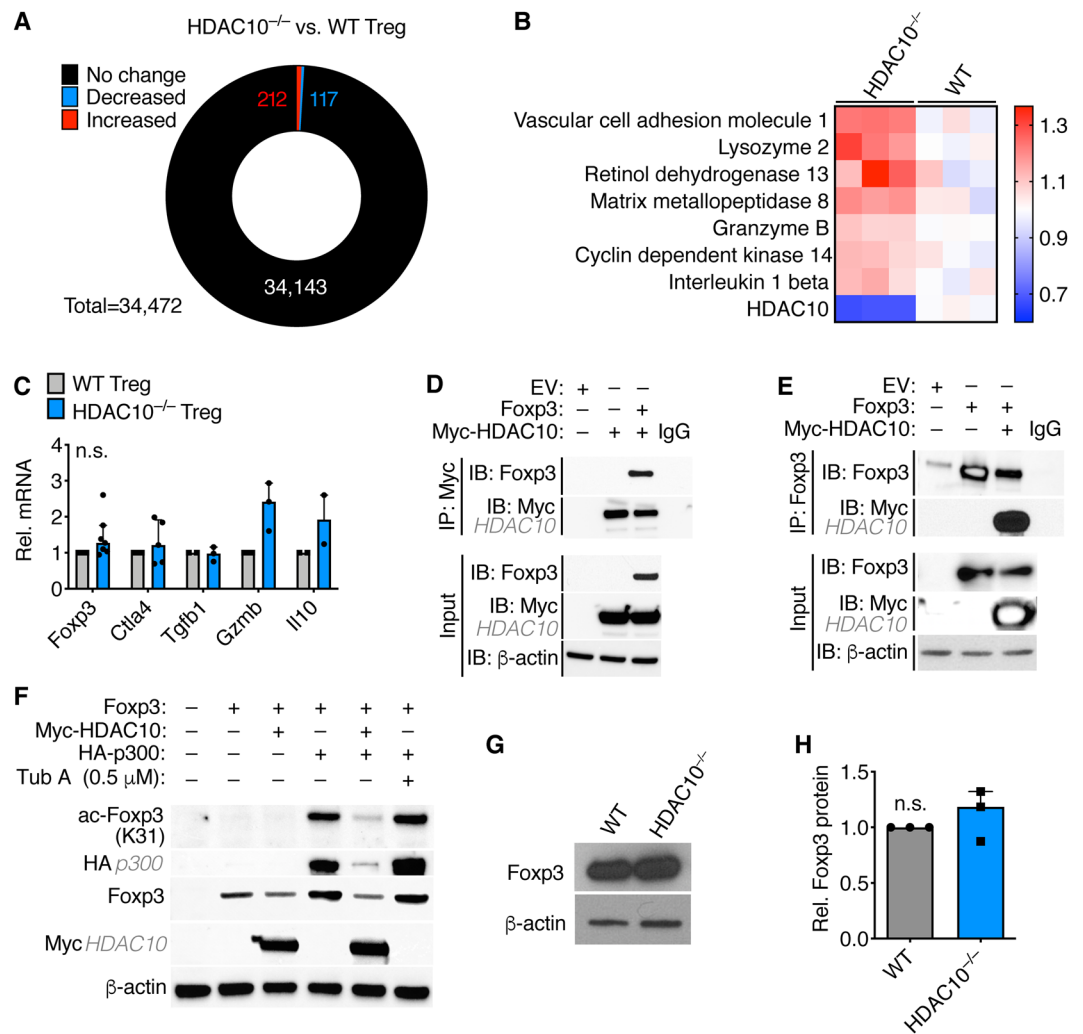 A
HDAC10–/– vs. WT Treg
No change
Decreased
Increased
212
117
34,143
Total=34,472
B
HDAC10–/–
WT
Vascular cell adhesion molecule 1
Lysozyme 2
Retinol dehydrogenase 13
Matrix metallopeptidase 8
Granzyme B
Cyclin dependent kinase 14
Interleukin 1 beta
HDAC10
1.3
1.1
0.9
0.7
C
WT Treg
HDAC10–/– Treg
n.s.
Rel. mRNA
4
3
2
1
0
Foxp3
Ctla4
Tgfb1
Gzmb
Il10
D
EV: + – –
Foxp3: – – +
Myc-HDAC10: – + + IgG
IP: Myc
IB: Foxp3
IB: Myc
HDAC10
Input
IB: Foxp3
IB: Myc
HDAC10
IB: β-actin
E
EV: + – –
Foxp3: – + +
Myc-HDAC10: – – + IgG
IP: Foxp3
IB: Foxp3
IB: Myc
HDAC10
Input
IB: Foxp3
IB: Myc
HDAC10
IB: β-actin
F
Foxp3: – + + + + +
Myc-HDAC10: – – + – + –
HA-p300: – – – + + +
Tub A (0.5 μM): – – – – – +
ac-Foxp3
(K31)
HA p300
Foxp3
Myc HDAC10
β-actin
G
WT
HDAC10–/–
Foxp3
β-actin
H
Rel. Foxp3 protein
1.5
1.0
0.5
0.0
n.s.
WT
HDAC10–/–